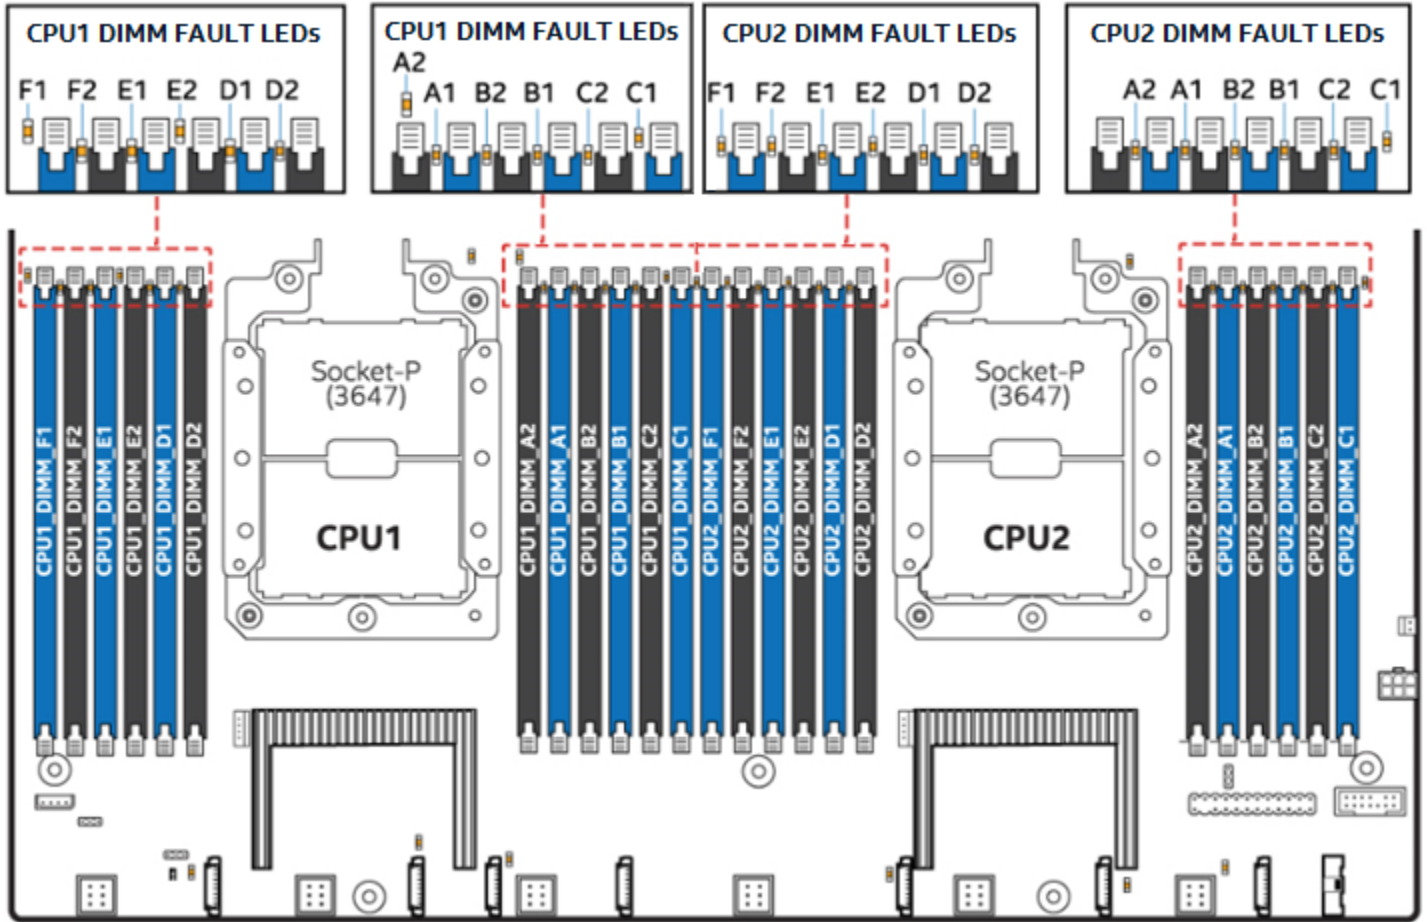 CPU1 DIMM FAULT LEDs
F1 F2 E1 E2 D1 D2
CPU1 DIMM FAULT LEDs
A2
A1 B2 B1 C2 C1
CPU2 DIMM FAULT LEDs
F1 F2 E1 E2 D1 D2
CPU2 DIMM FAULT LEDs
A2 A1 B2 B1 C2 C1
CPU1_DIMM_F1
CPU1_DIMM_F2
CPU1_DIMM_E1
CPU1_DIMM_E2
CPU1_DIMM_D1
CPU1_DIMM_D2
Socket-P
(3647)
CPU1
CPU1_DIMM_A2
CPU1_DIMM_A1
CPU1_DIMM_B2
CPU1_DIMM_B1
CPU1_DIMM_C2
CPU1_DIMM_C1
CPU2_DIMM_F1
CPU2_DIMM_F2
CPU2_DIMM_E1
CPU2_DIMM_E2
CPU2_DIMM_D1
CPU2_DIMM_D2
Socket-P
(3647)
CPU2
CPU2_DIMM_A2
CPU2_DIMM_A1
CPU2_DIMM_B2
CPU2_DIMM_B1
CPU2_DIMM_C2
CPU2_DIMM_C1